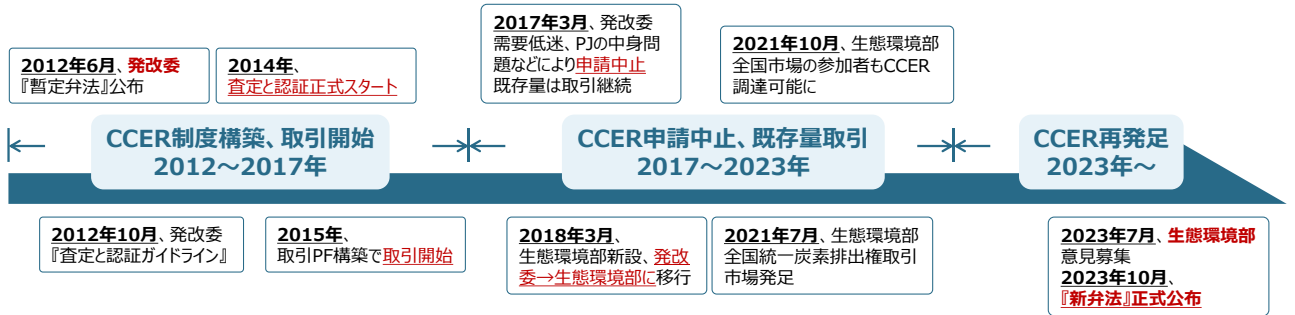 2012年6月、発改委
『暫定弁法』公布
2014年、
査定と認証正式スタート
2017年3月、発改委
需要低迷、PJの中身問
題などにより申請中止
既存量は取引継続
2021年10月、生態環境部
全国市場の参加者もCCER
調達可能に
CCER制度構築、取引開始
2012～2017年
CCER申請中止、既存量取引
2017～2023年
CCER再発足
2023年～
2012年10月、発改委
『査定と認証ガイドライン』
2015年、
取引PF構築で取引開始
2018年3月、
生態環境部新設、発改
委→生態環境部に移行
2021年7月、生態環境部
全国統一炭素排出権取引
市場発足
2023年7月、生態環境部
意見募集
2023年10月、
『新弁法』正式公布